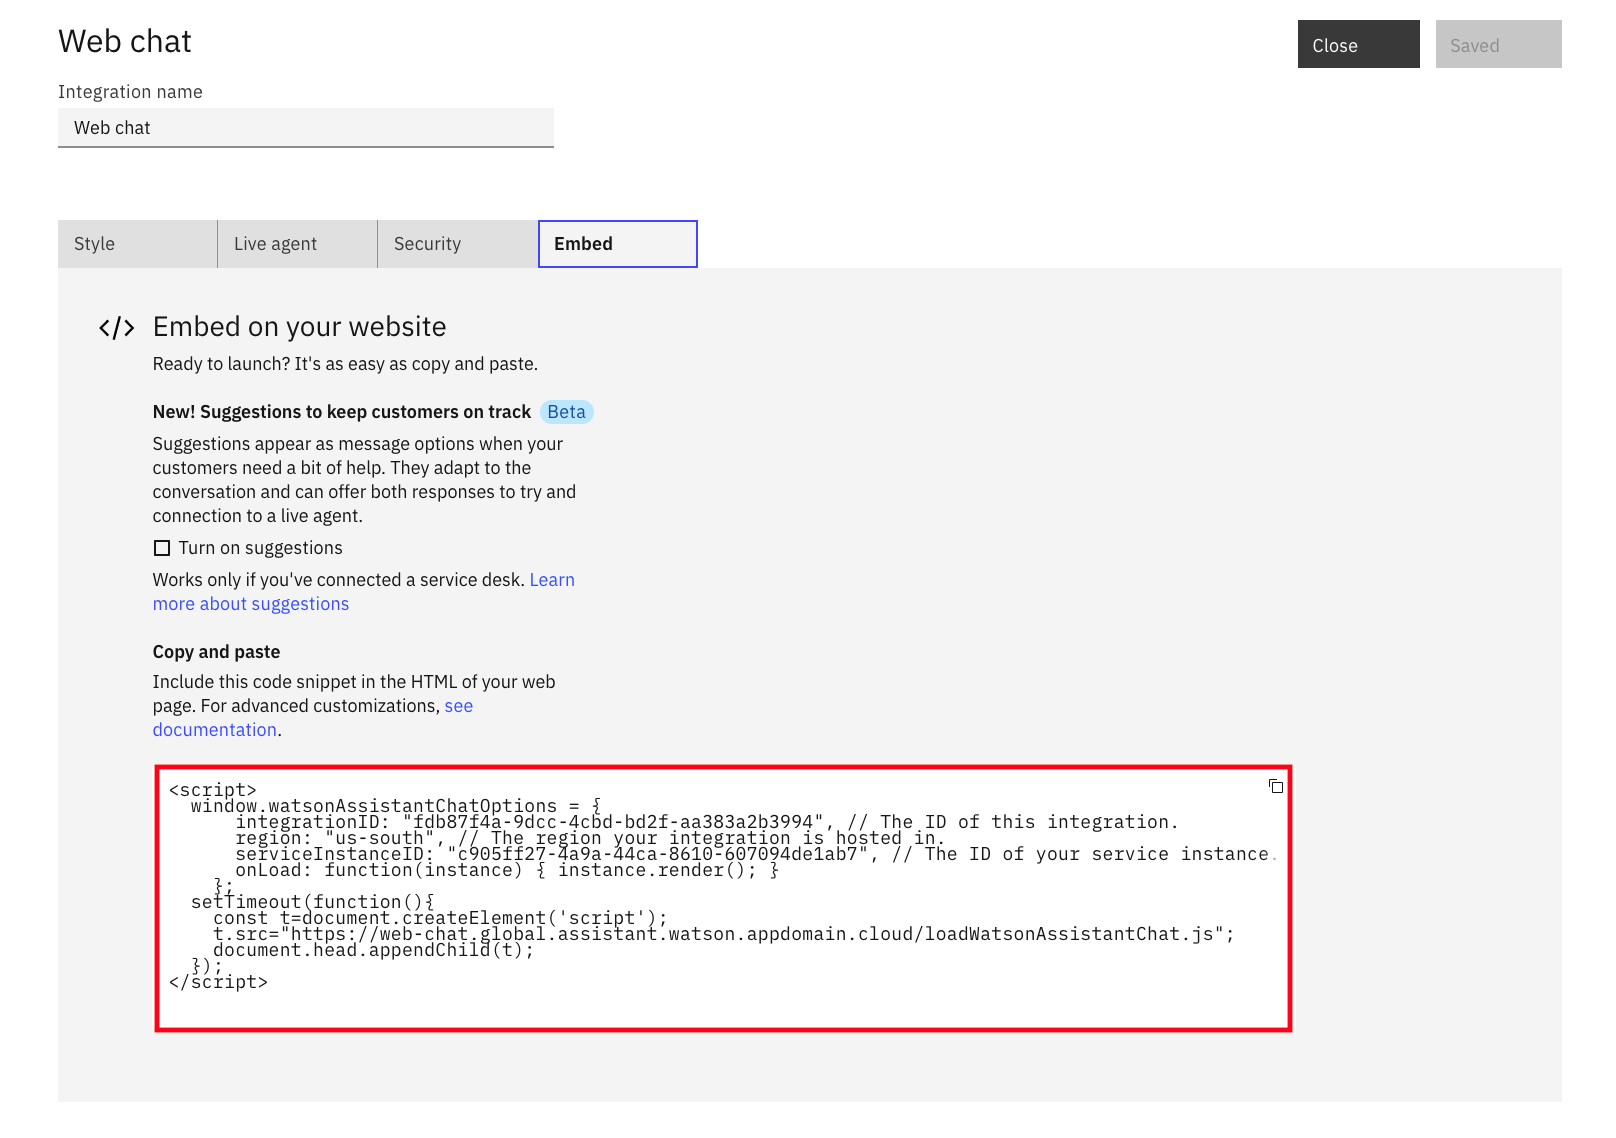 Web chat
Close
Saved
Integration name
Web chat
Style
Live agent
Security
Embed
</> Embed on your website
Ready to launch? It's as easy as copy and paste.
New! Suggestions to keep customers on track Beta
Suggestions appear as message options when your
customers need a bit of help. They adapt to the
conversation and can offer both responses to try and
connection to a live agent.
Turn on suggestions
Works only if you've connected a service desk. Learn
more about suggestions
Copy and paste
Include this code snippet in the HTML of your web
page. For advanced customizations, see
documentation.
<script>
  window.watsonAssistantChatOptions = {
      integrationID: "fdb87f4a-9dcc-4cbd-bd2f-aa383a2b3994", // The ID of this integration.
      region: "us-south", // The region your integration is hosted in.
      serviceInstanceID: "c905ff27-4a9a-44ca-8610-607094de1ab7", // The ID of your service instance.
      onLoad: function(instance) { instance.render(); }
    };
  setTimeout(function(){
    const t=document.createElement('script');
    t.src="https://web-chat.global.assistant.watson.appdomain.cloud/loadWatsonAssistantChat.js";
    document.head.appendChild(t);
  });
</script>